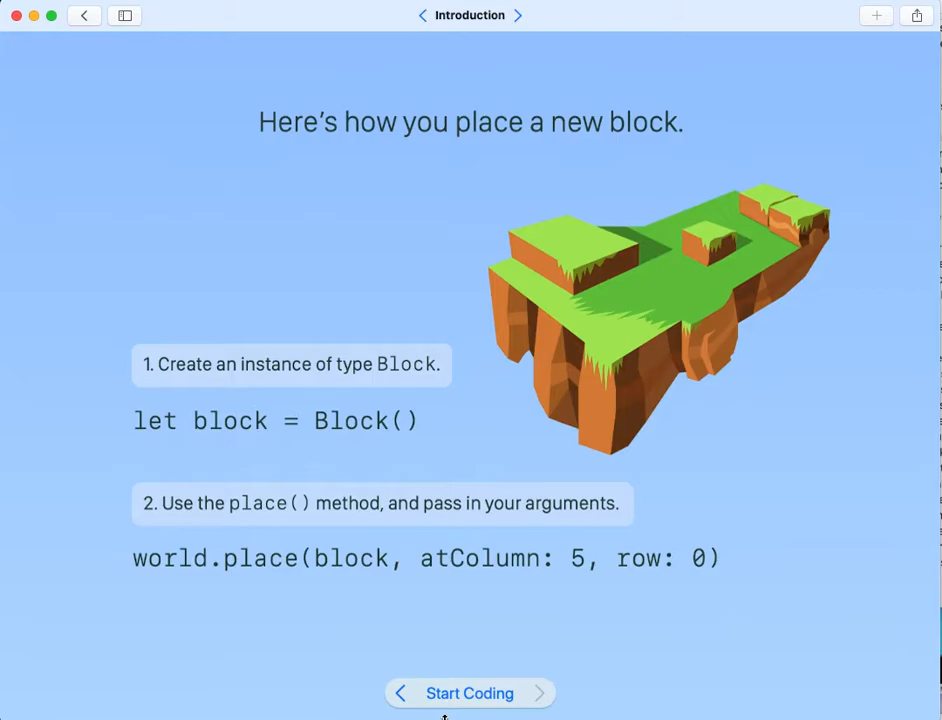 Introduction
Here’s how you place a new block.
1. Create an instance of type Block.
let block = Block()
2. Use the place() method, and pass in your arguments.
world.place(block, atColumn: 5, row: 0)
Start Coding